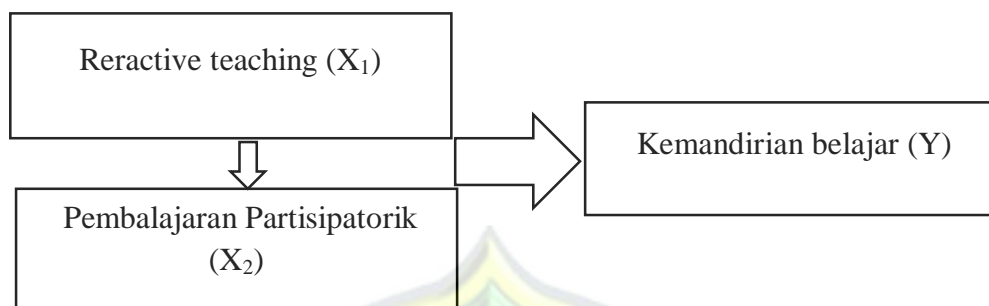 Reractive teaching (X₁)
Kemandirian belajar (Y)
Pembalajaran Partisipatorik
(X₂)